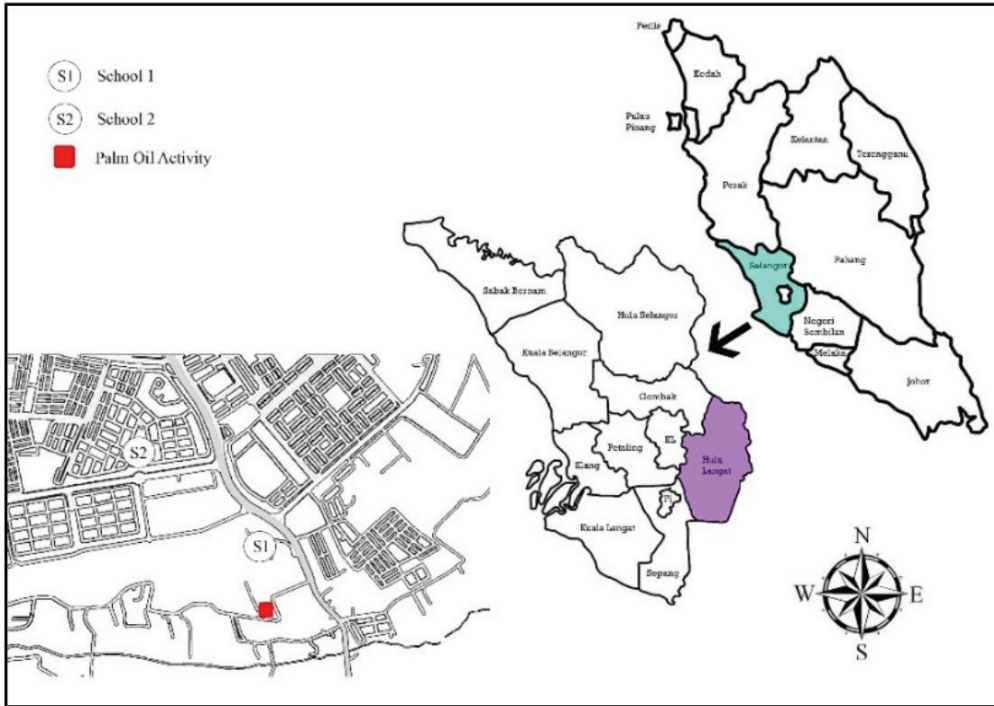 S1 School 1
S2 School 2
Palm Oil Activity
Perlis
Kedah
Pulau
Pinang
Kelantan
Terengganu
Perak
Selangor
Pahang
Negeri
Sembilan
Melaka
Johor
Sabak Bernam
Hulu Selangor
Kuala Selangor
Gombak
Petaling
KL
Klang
Hulu
Langat
Pj
Kuala Langat
Sepang
S2
S1
N
W E
S